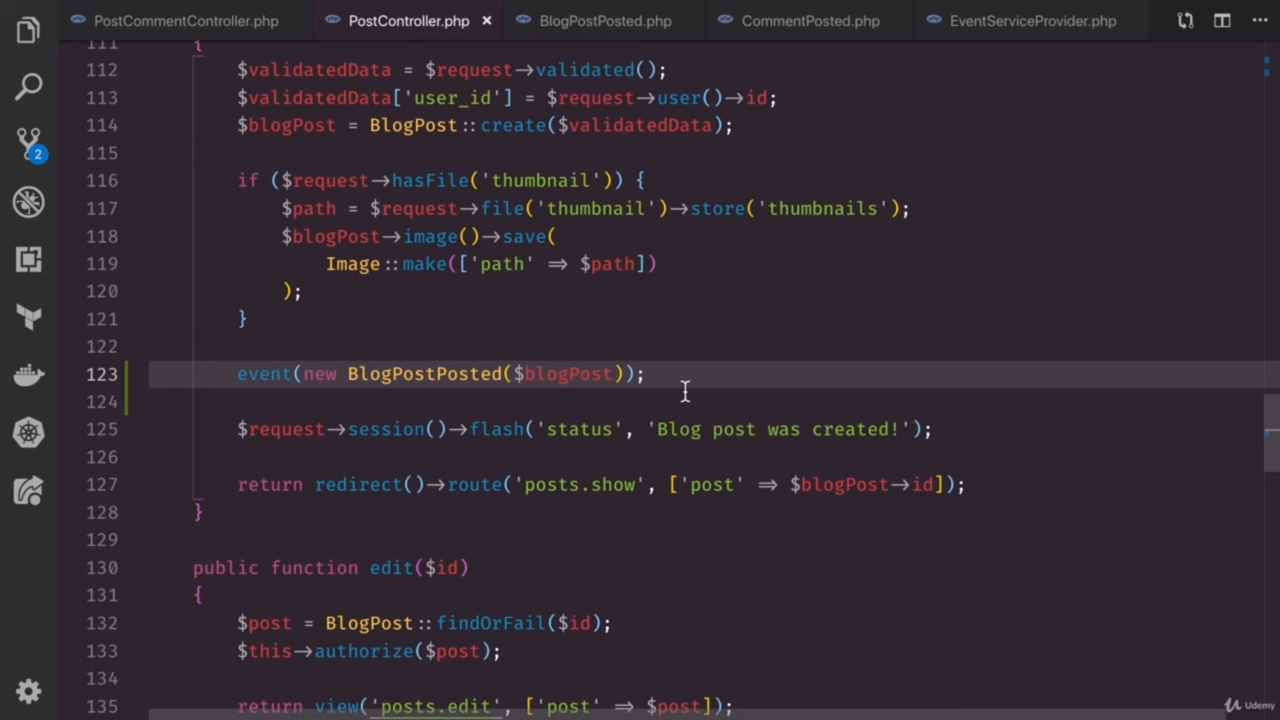 PostCommentController.php PostController.php × BlogPostPosted.php CommentPosted.php EventServiceProvider.php
111 {
112 $validatedData = $request->validated();
113 $validatedData['user_id'] = $request->user()->id;
114 $blogPost = BlogPost::create($validatedData);
115
116 if ($request->hasFile('thumbnail')) {
117 $path = $request->file('thumbnail')->store('thumbnails');
118 $blogPost->image()->save(
119 Image::make(['path' => $path])
120 );
121 }
122
123 event(new BlogPostPosted($blogPost));
124
125 $request->session()->flash('status', 'Blog post was created!');
126
127 return redirect()->route('posts.show', ['post' => $blogPost->id]);
128 }
129
130 public function edit($id)
131 {
132 $post = BlogPost::findOrFail($id);
133 $this->authorize($post);
134
135 return view('posts.edit', ['post' => $post]);
2
Udemy